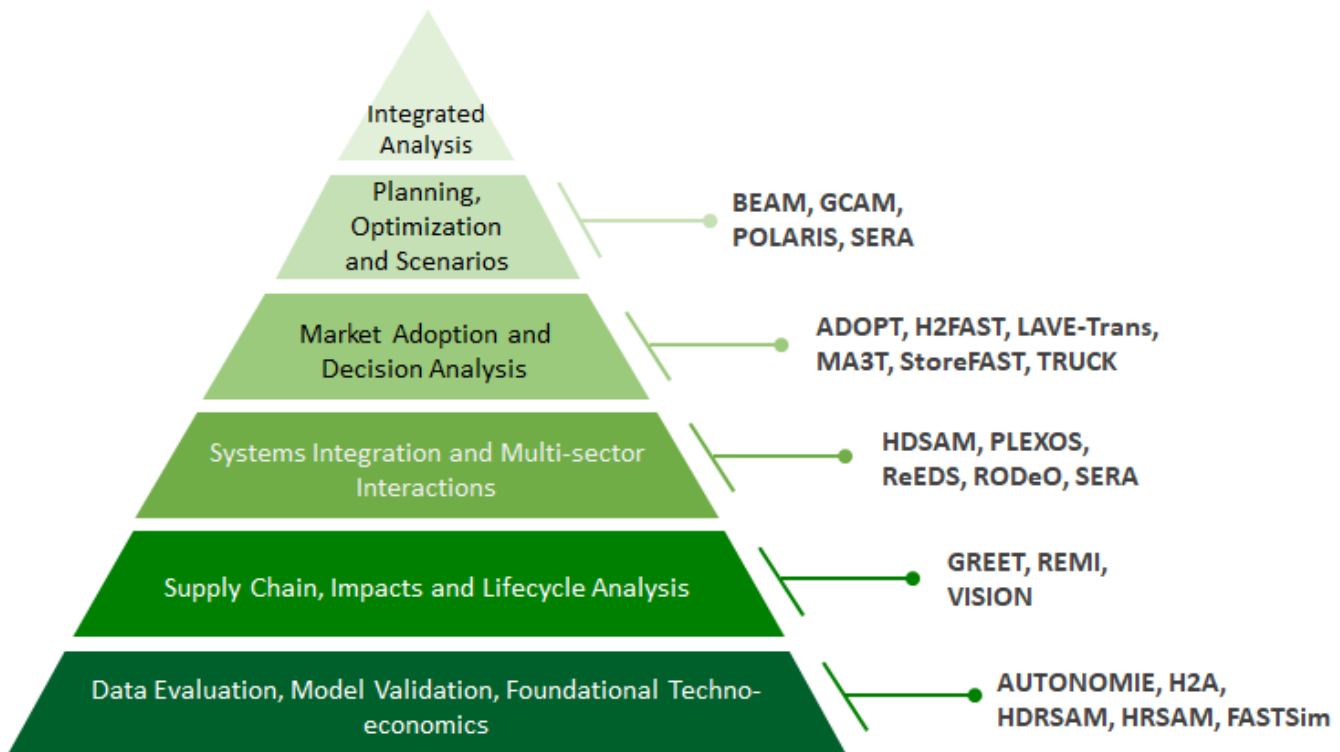 Integrated
Analysis
Planning,
Optimization
and Scenarios
BEAM, GCAM,
POLARIS, SERA
Market Adoption and
Decision Analysis
ADOPT, H2FAST, LAVE-Trans,
MA3T, StoreFAST, TRUCK
Systems Integration and Multi-sector
Interactions
HDSAM, PLEXOS,
ReEDS, RODeO, SERA
Supply Chain, Impacts and Lifecycle Analysis
GREET, REMI,
VISION
Data Evaluation, Model Validation, Foundational Techno-
economics
AUTONOMIE, H2A,
HDRSAM, HRSAM, FASTSim